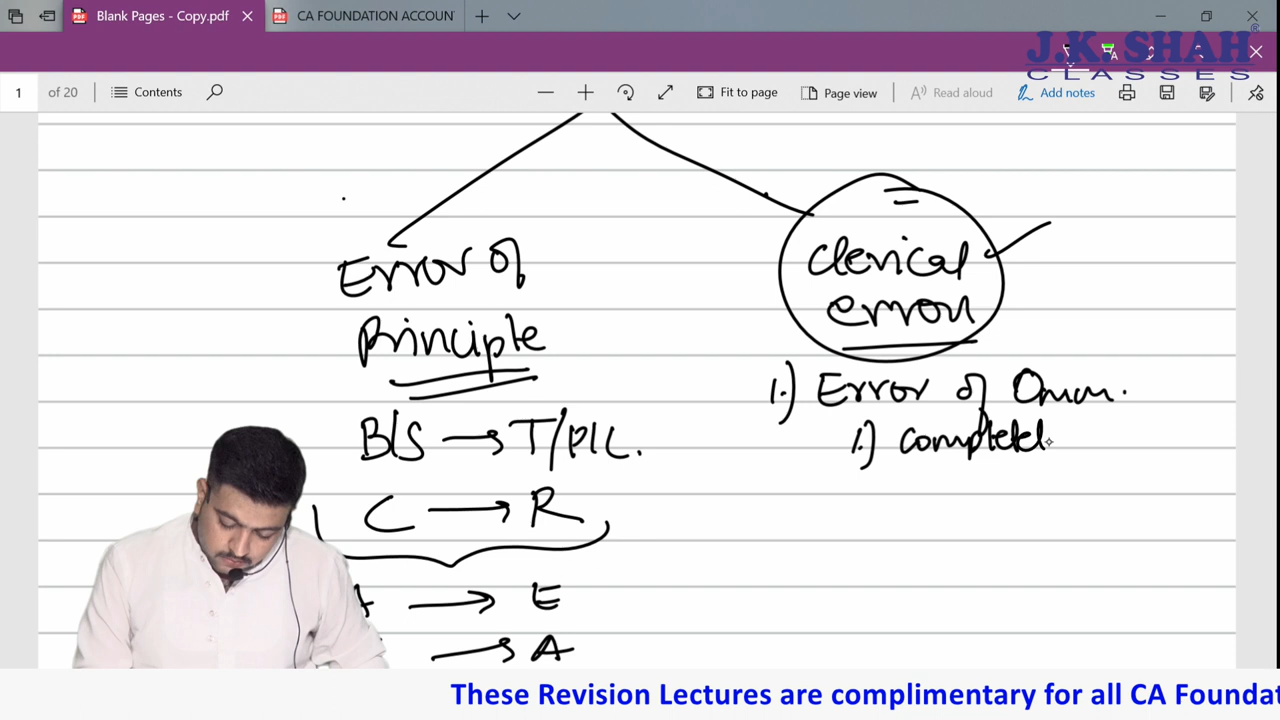 Blank Pages - Copy.pdf
CA FOUNDATION ACCOUN
J.K. SHAH®
CLASSES
1 of 20
Contents
Fit to page
Page view
Read aloud
Add notes
Error of
Principle
B/S → T/P/L.
C → R
→ E
→ A
Clerical
error
1.) Error of Omm.
1.) Completel
These Revision Lectures are complimentary for all CA Foundat